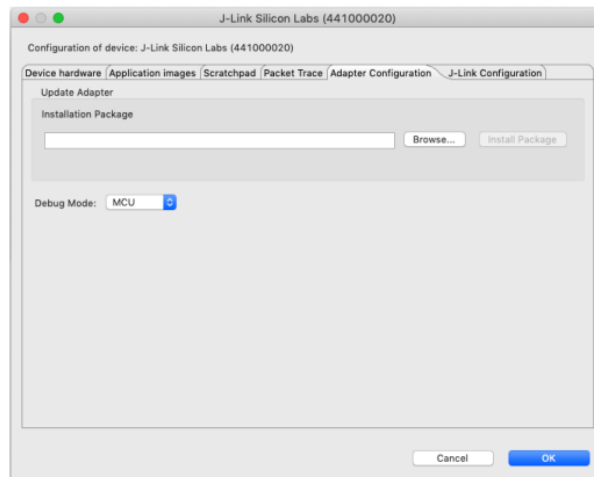 J-Link Silicon Labs (441000020)
Configuration of device: J-Link Silicon Labs (441000020)
Device hardware Application images Scratchpad Packet Trace Adapter Configuration J-Link Configuration
Update Adapter
Installation Package
Browse... Install Package
Debug Mode: MCU
Cancel OK